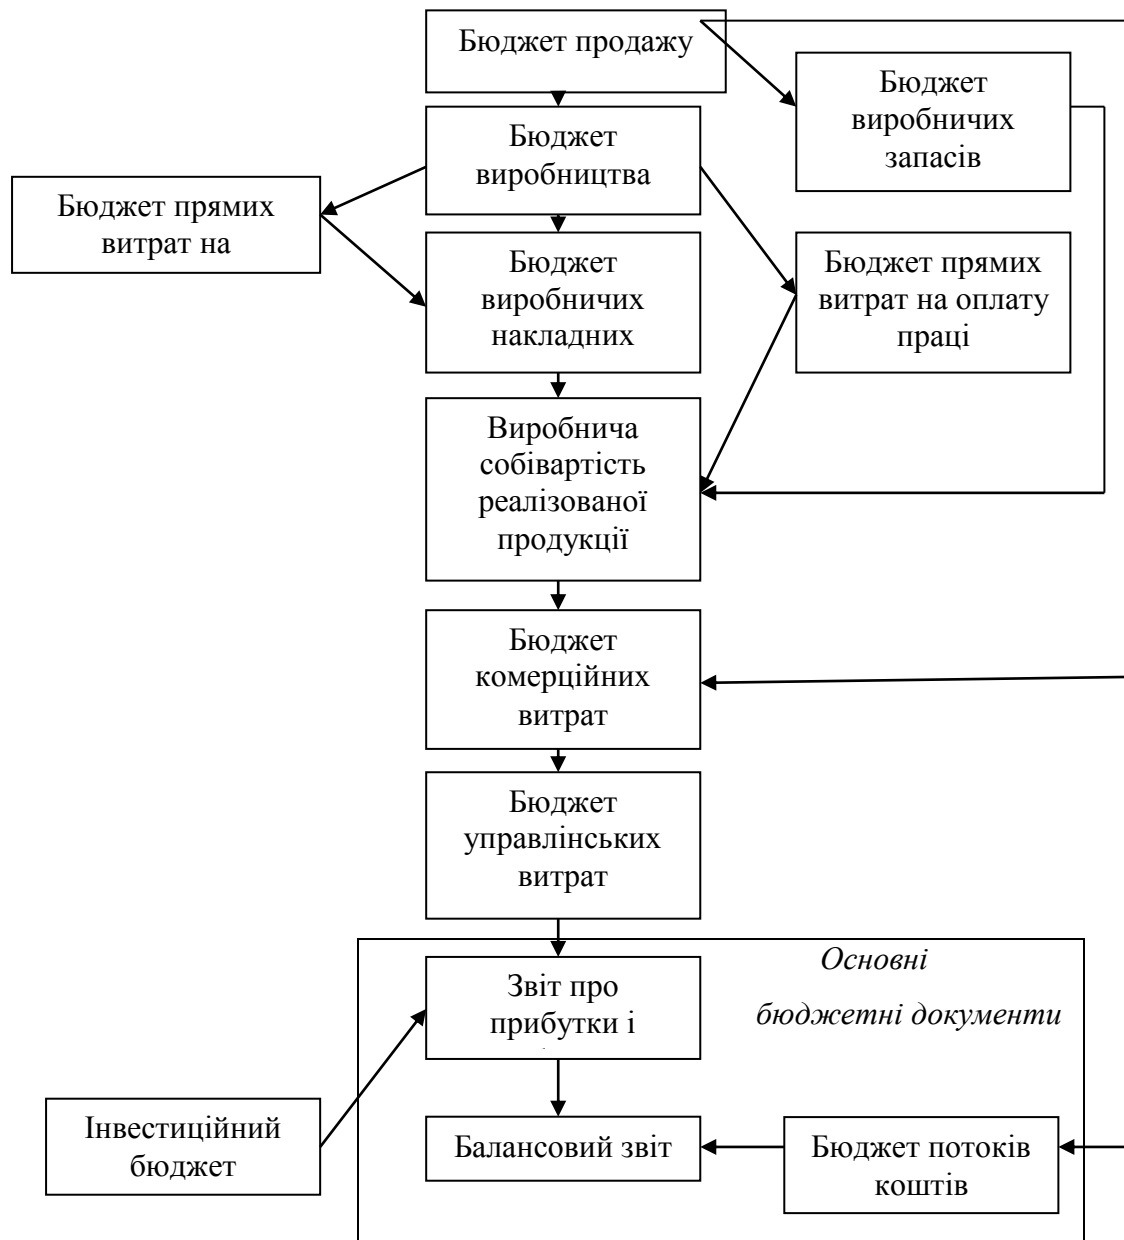 Бюджет продажу
Бюджет
виробничих
запасів
Бюджет
виробництва
Бюджет прямих
витрат на
Бюджет
виробничих
накладних
Бюджет прямих
витрат на оплату
праці
Виробнича
собівартість
реалізованої
продукції
Бюджет
комерційних
витрат
Бюджет
управлінських
витрат
Основні
бюджетні документи
Звіт про
прибутки і
Інвестиційний
бюджет
Балансовий звіт
Бюджет потоків
коштів